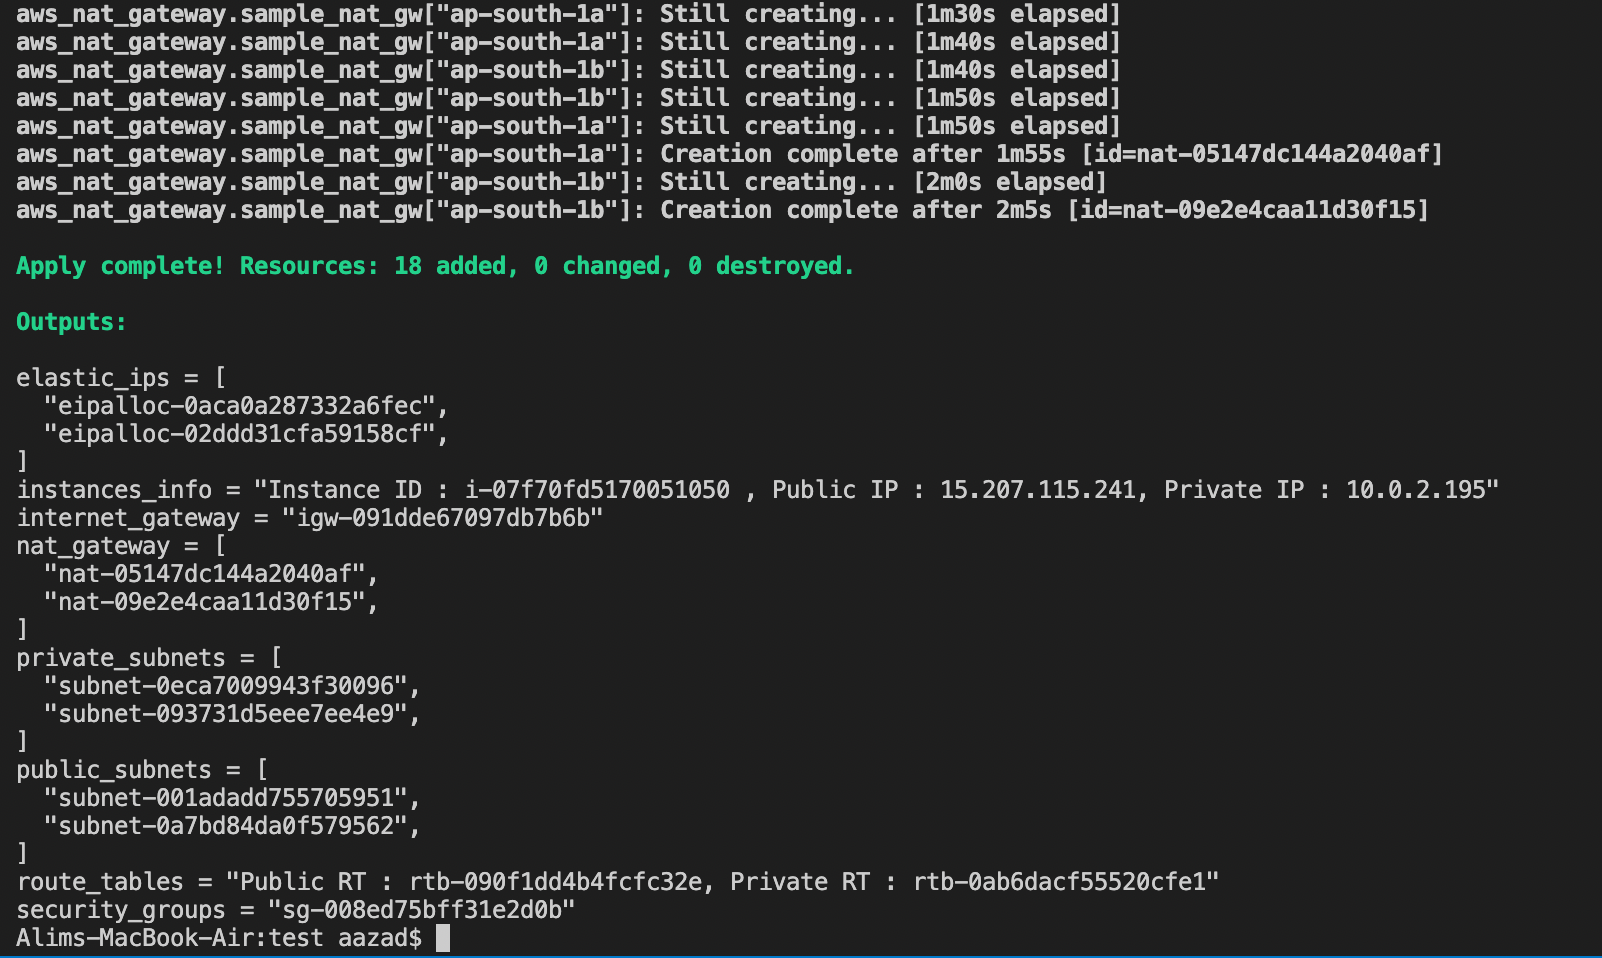 aws_nat_gateway.sample_nat_gw["ap-south-1a"]: Still creating... [1m30s elapsed]
aws_nat_gateway.sample_nat_gw["ap-south-1a"]: Still creating... [1m40s elapsed]
aws_nat_gateway.sample_nat_gw["ap-south-1b"]: Still creating... [1m40s elapsed]
aws_nat_gateway.sample_nat_gw["ap-south-1b"]: Still creating... [1m50s elapsed]
aws_nat_gateway.sample_nat_gw["ap-south-1a"]: Still creating... [1m50s elapsed]
aws_nat_gateway.sample_nat_gw["ap-south-1a"]: Creation complete after 1m55s [id=nat-05147dc144a2040af]
aws_nat_gateway.sample_nat_gw["ap-south-1b"]: Still creating... [2m0s elapsed]
aws_nat_gateway.sample_nat_gw["ap-south-1b"]: Creation complete after 2m5s [id=nat-09e2e4caa11d30f15]
Apply complete! Resources: 18 added, 0 changed, 0 destroyed.
Outputs:
elastic_ips = [
  "eipalloc-0aca0a287332a6fec",
  "eipalloc-02ddd31cfa59158cf",
]
instances_info = "Instance ID : i-07f70fd5170051050 , Public IP : 15.207.115.241, Private IP : 10.0.2.195"
internet_gateway = "igw-091dde67097db7b6b"
nat_gateway = [
  "nat-05147dc144a2040af",
  "nat-09e2e4caa11d30f15",
]
private_subnets = [
  "subnet-0eca7009943f30096",
  "subnet-093731d5eee7ee4e9",
]
public_subnets = [
  "subnet-001adadd755705951",
  "subnet-0a7bd84da0f579562",
]
route_tables = "Public RT : rtb-090f1dd4b4fcfc32e, Private RT : rtb-0ab6dacf55520cfe1"
security_groups = "sg-008ed75bff31e2d0b"
Alims-MacBook-Air:test aazad$